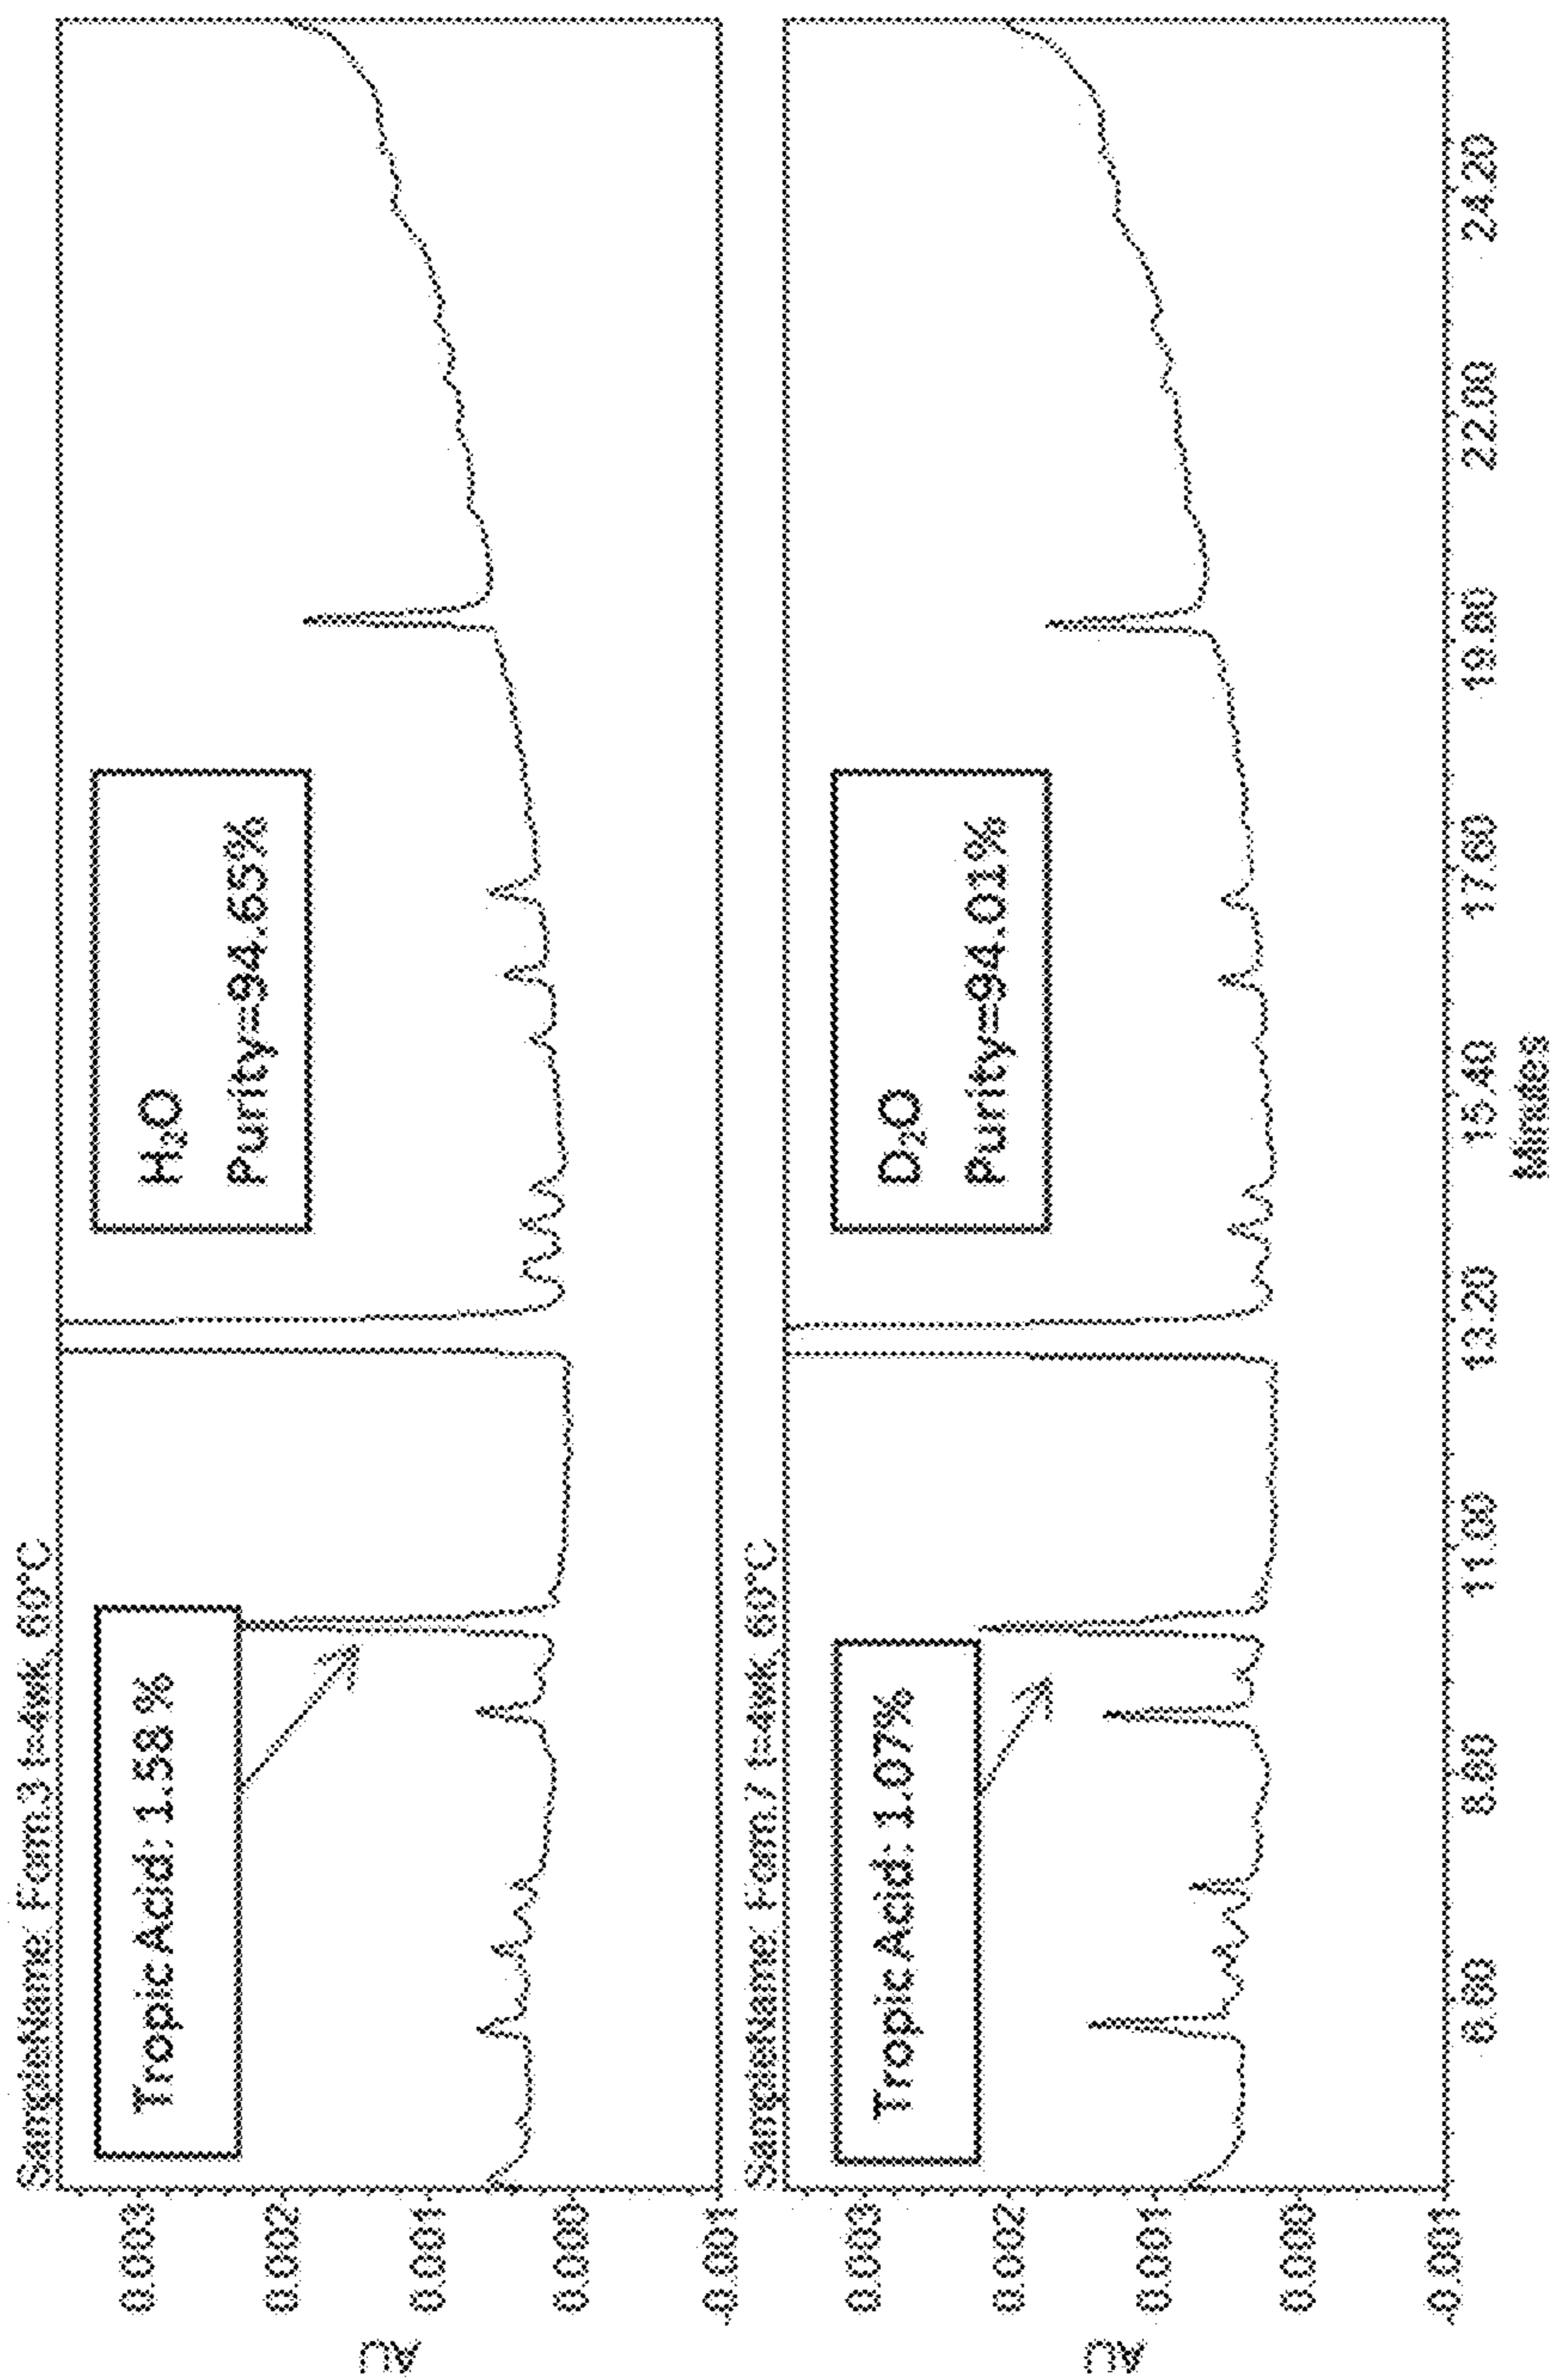 SampleName: Form.3 t=4wk, 60°C
Tropic Acid: 1.58 %
H₂O
Purity=94.65%
0.003
0.002
0.001
0.000
-0.001
AU
SampleName: Form.7 t=4wk, 60°C
Tropic Acid: 1.07%
D₂O
Purity=94.01%
0.003
0.002
0.001
0.000
-0.001
AU
6.60
8.80
11.00
13.20
15.40
17.60
19.80
22.00
24.20
Minutes